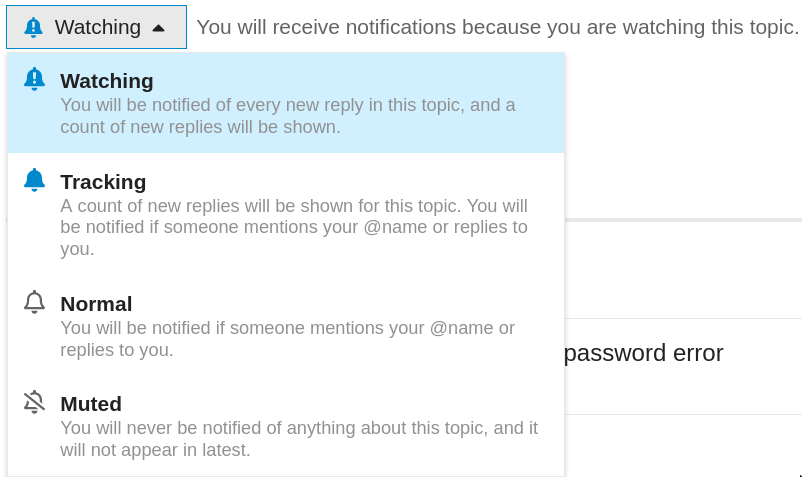 Watching You will receive notifications because you are watching this topic.
Watching
You will be notified of every new reply in this topic, and a
count of new replies will be shown.
Tracking
A count of new replies will be shown for this topic. You will
be notified if someone mentions your @name or replies to
you.
Normal
You will be notified if someone mentions your @name or
replies to you.
password error
Muted
You will never be notified of anything about this topic, and it
will not appear in latest.